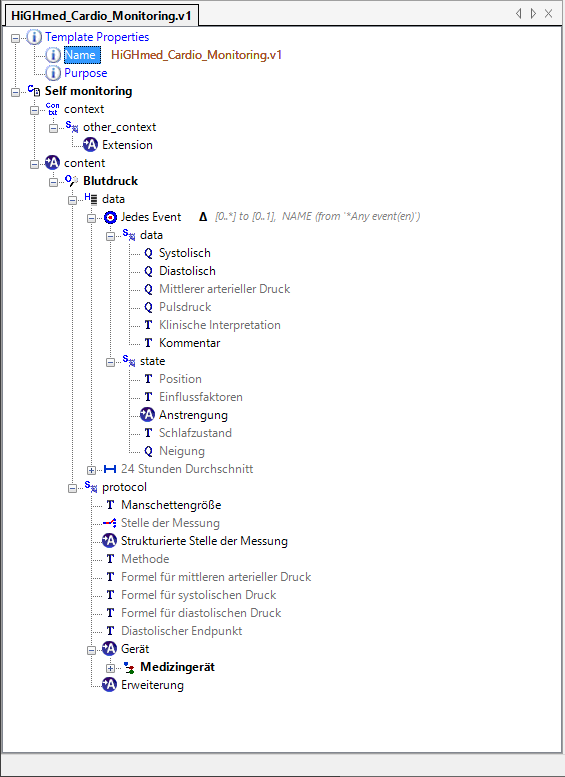 HiGHmed_Cardio_Monitoring.v1
Template Properties
Name HiGHmed_Cardio_Monitoring.v1
Purpose
Self monitoring
context
other_context
Extension
content
Blutdruck
data
Jedes Event Δ [0..*] to [0..1], NAME (from '*Any event(en)')
data
Q Systolisch
Q Diastolisch
Q Mittlerer arterieller Druck
Q Pulsdruck
T Klinische Interpretation
T Kommentar
state
T Position
T Einflussfaktoren
Anstrengung
T Schlafzustand
Q Neigung
24 Stunden Durchschnitt
protocol
T Manschettengröße
Stelle der Messung
Strukturierte Stelle der Messung
T Methode
T Formel für mittleren arterieller Druck
T Formel für systolischen Druck
T Formel für diastolischen Druck
T Diastolischer Endpunkt
Gerät
Medizingerät
Erweiterung